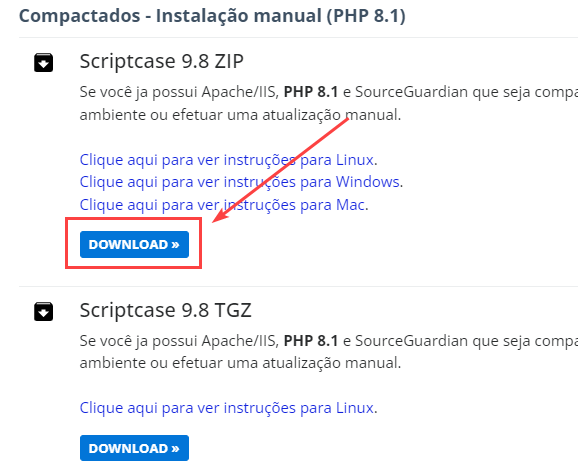 Compactados - Instalação manual (PHP 8.1)
Scriptcase 9.8 ZIP
Se você ja possui Apache/IIS, PHP 8.1 e SourceGuardian que seja compa
ambiente ou efetuar uma atualização manual.
Clique aqui para ver instruções para Linux.
Clique aqui para ver instruções para Windows.
Clique aqui para ver instruções para Mac.
DOWNLOAD »
Scriptcase 9.8 TGZ
Se você ja possui Apache/IIS, PHP 8.1 e SourceGuardian que seja compa
ambiente ou efetuar uma atualização manual.
Clique aqui para ver instruções para Linux.
DOWNLOAD »